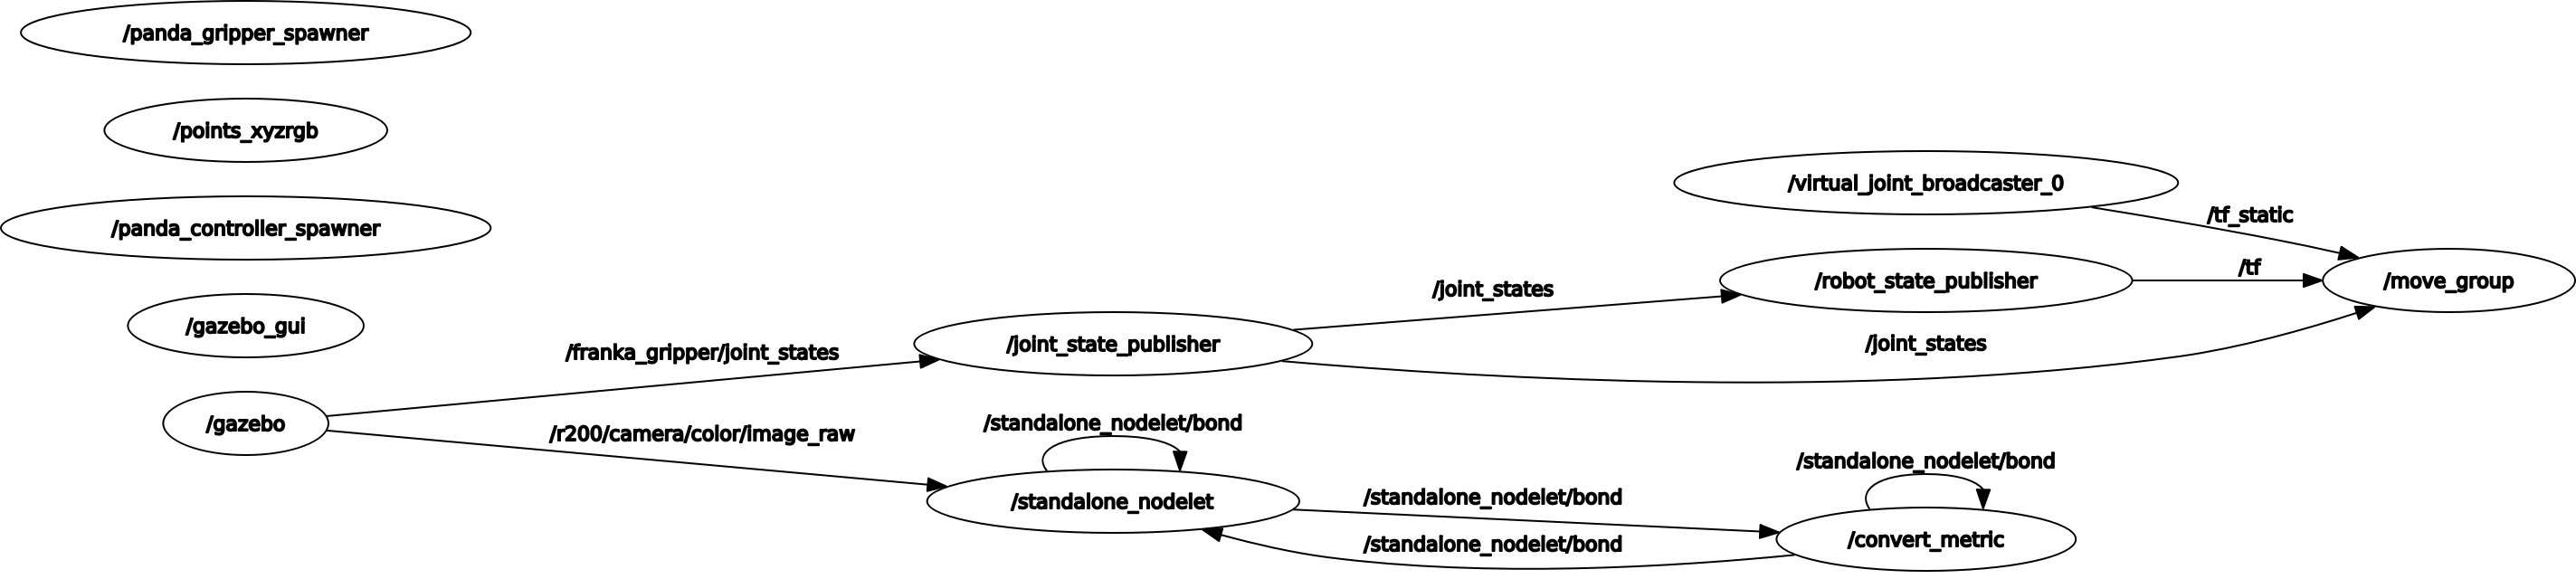 /panda_gripper_spawner
/points_xyzrgb
/panda_controller_spawner
/gazebo_gui
/gazebo
/franka_gripper/joint_states
/r200/camera/color/image_raw
/joint_state_publisher
/standalone_nodelet/bond
/standalone_nodelet
/joint_states
/joint_states
/standalone_nodelet/bond
/standalone_nodelet/bond
/virtual_joint_broadcaster_0
/robot_state_publisher
/standalone_nodelet/bond
/convert_metric
/tf_static
/tf
/move_group